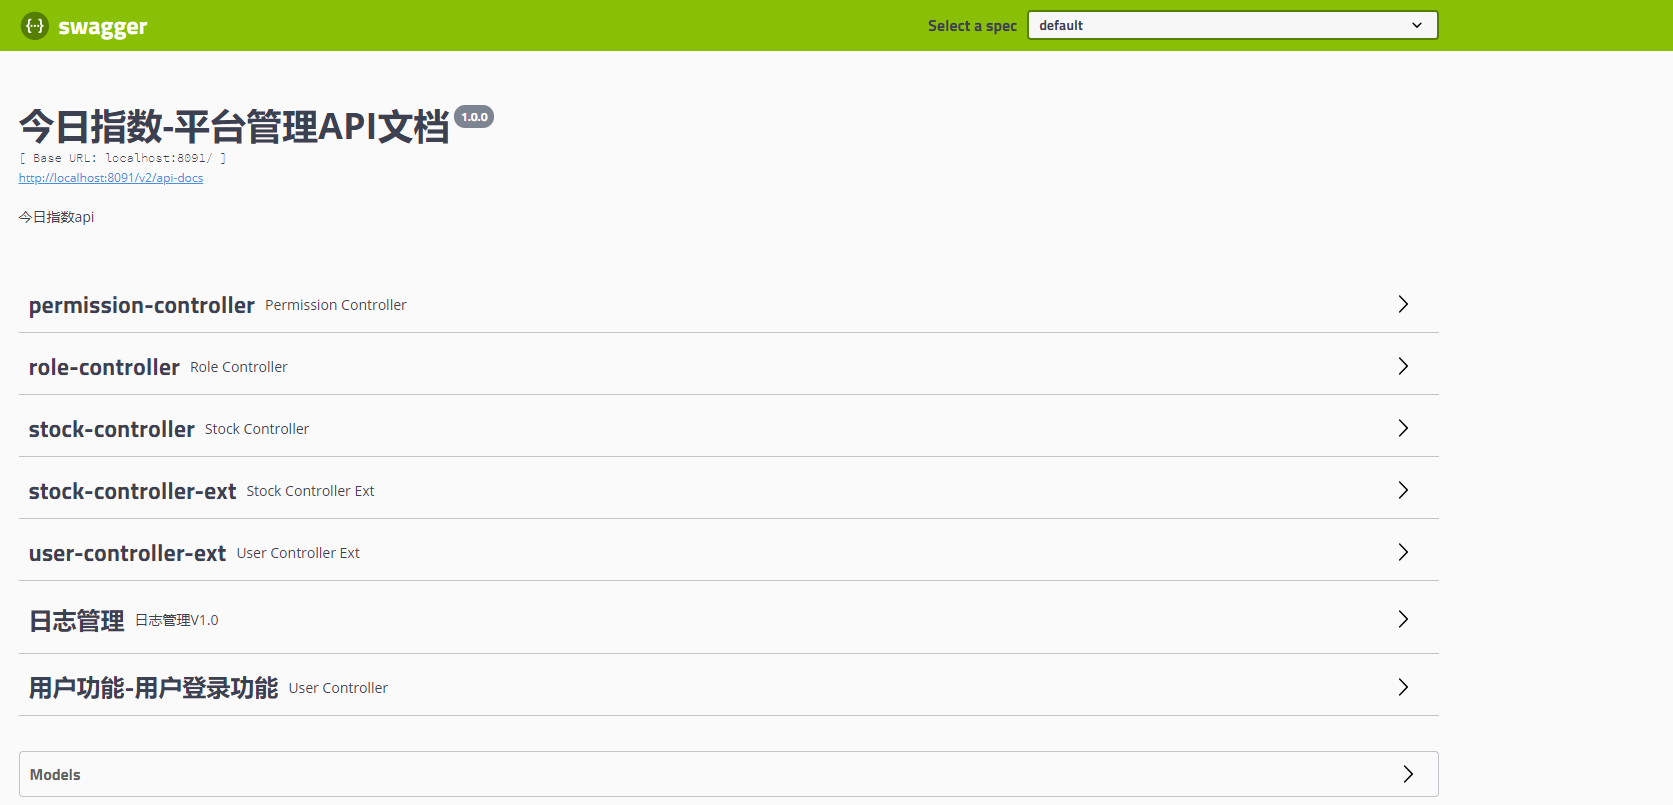 {···} swagger Select a spec default
今日指数-平台管理API文档 1.0.0
[ Base URL: localhost:8091/ ]
http://localhost:8091/v2/api-docs
今日指数api
permission-controller Permission Controller
role-controller Role Controller
stock-controller Stock Controller
stock-controller-ext Stock Controller Ext
user-controller-ext User Controller Ext
日志管理 日志管理V1.0
用户功能-用户登录功能 User Controller
Models